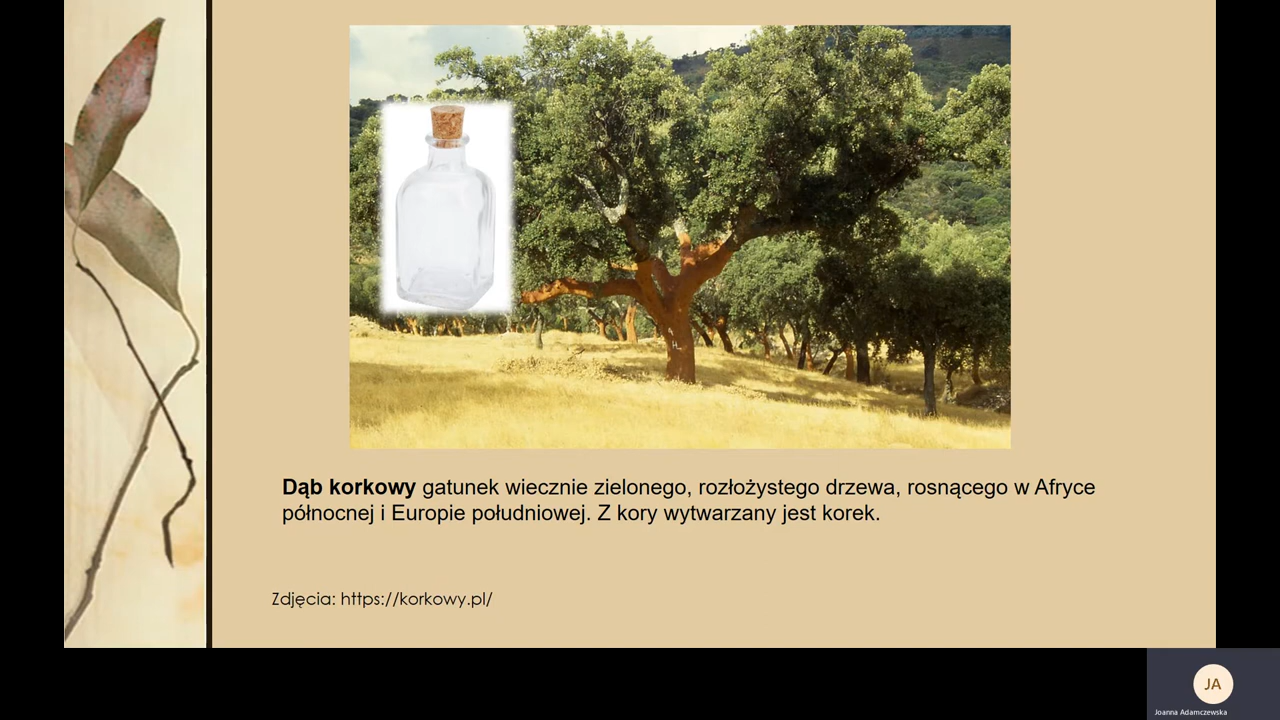 Dąb korkowy gatunek wiecznie zielonego, rozłożystego drzewa, rosnącego w Afryce
północnej i Europie południowej. Z kory wytwarzany jest korek.
Zdjęcia: https://korkowy.pl/
JA
Joanna Adamczewska